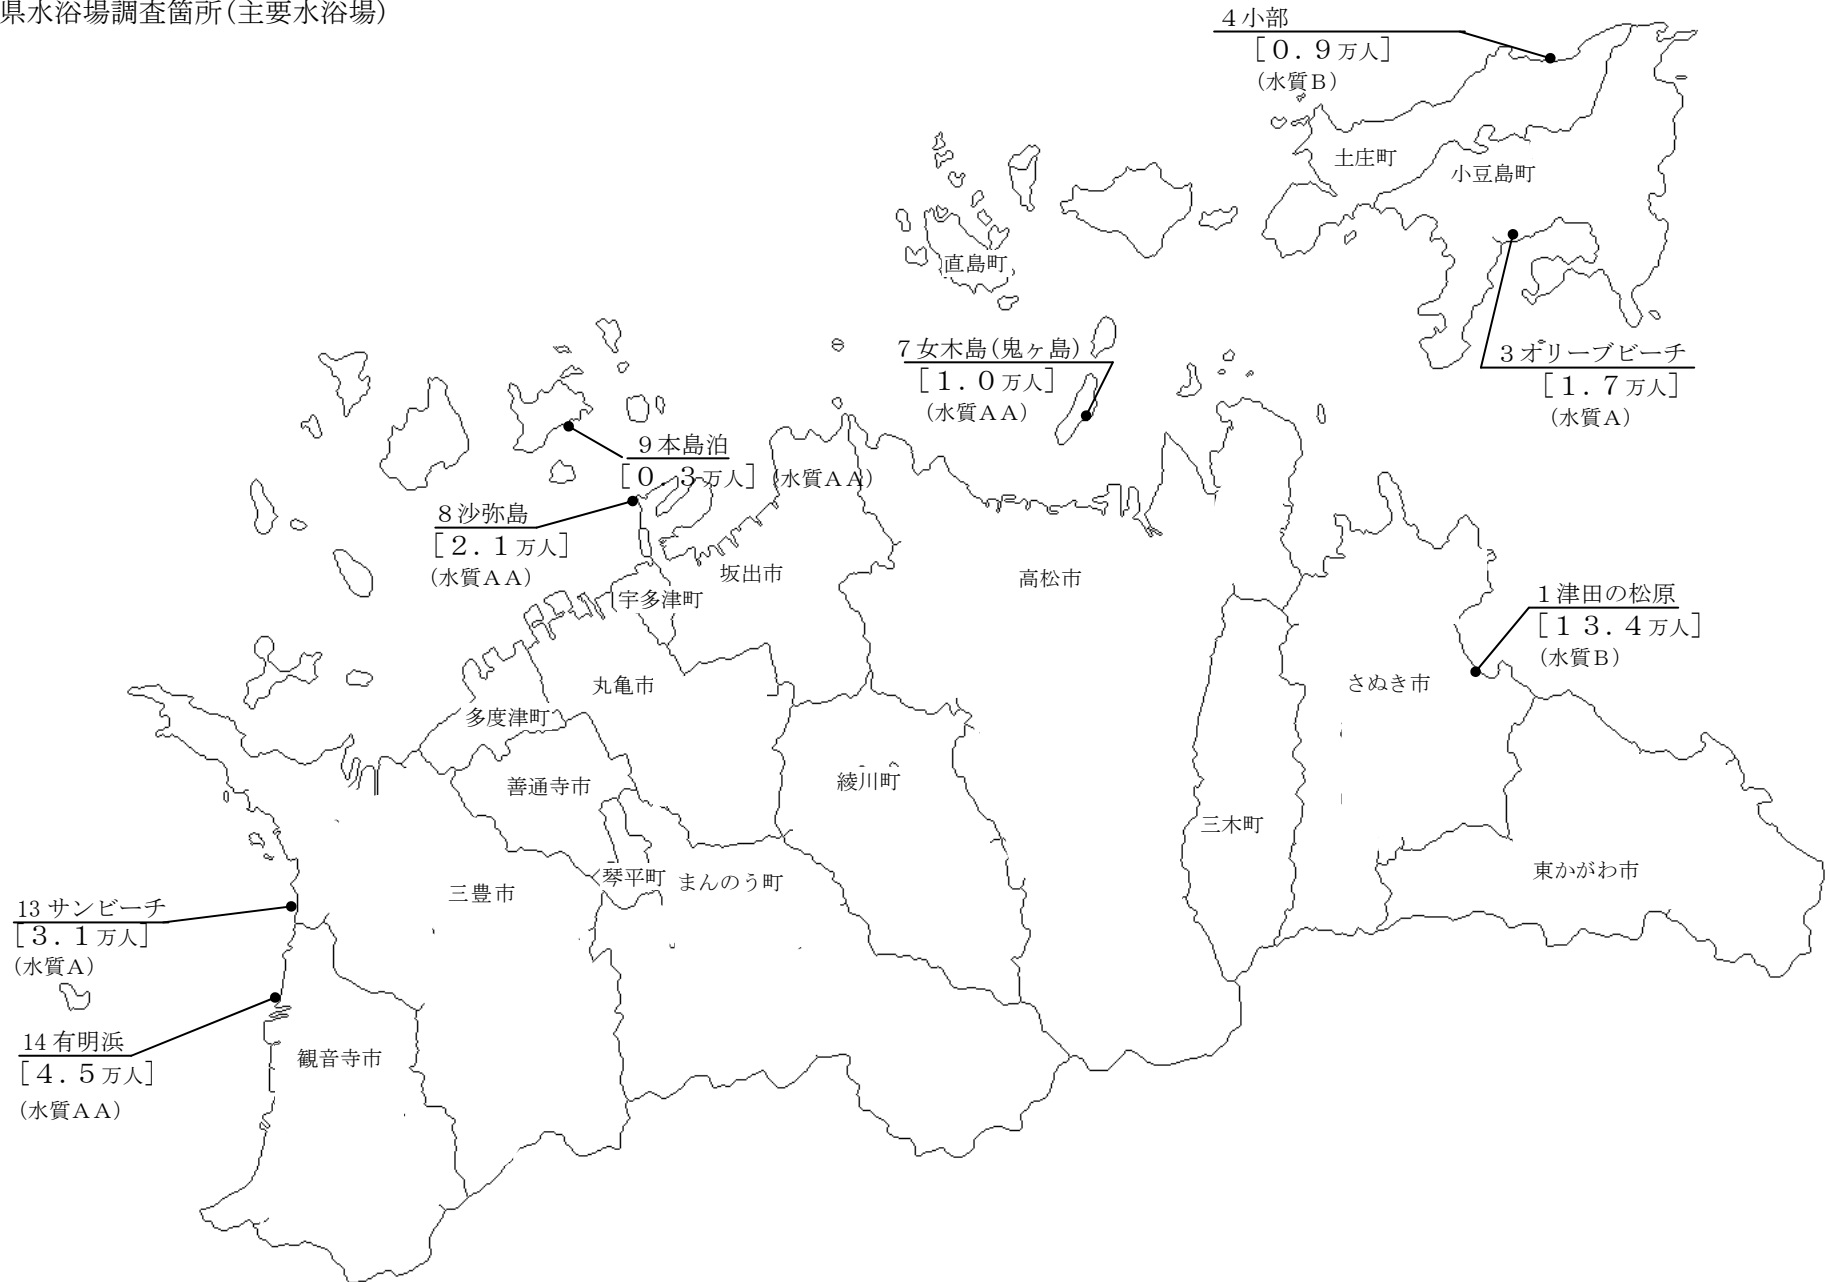 県水浴場調査箇所(主要水浴場)
4小部
[0.9万人]
(水質B)
土庄町
小豆島町
直島町
7女木島(鬼ヶ島)
[1.0万人]
(水質AA)
3オリーブビーチ
[1.7万人]
(水質A)
9本島泊
[0.3万人] (水質AA)
8沙弥島
[2.1万人]
(水質AA)
坂出市
高松市
宇多津町
1津田の松原
[13.4万人]
(水質B)
丸亀市
さぬき市
多度津町
善通寺市
綾川町
三木町
東かがわ市
琴平町
まんのう町
三豊市
13サンビーチ
[3.1万人]
(水質A)
14有明浜
[4.5万人]
(水質AA)
観音寺市